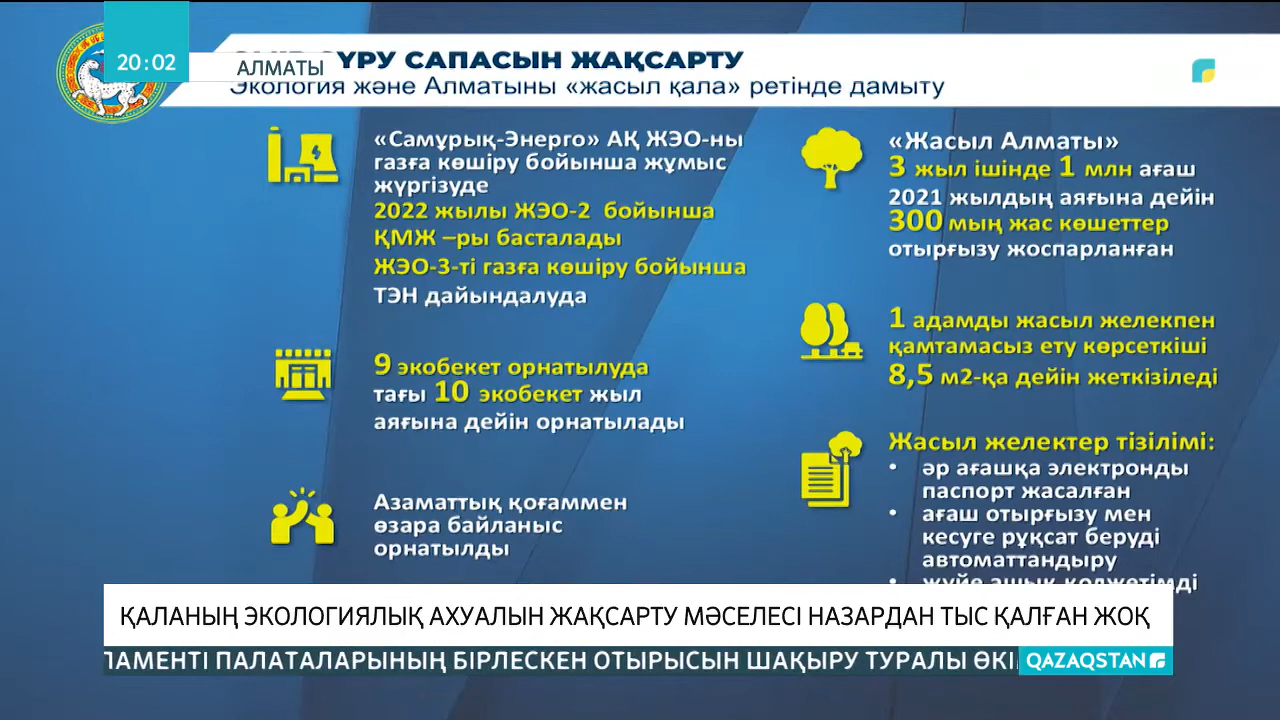 20:02
АЛМАТЫ
СҮРУ САПАСЫН ЖАҚСАРТУ
Экология және Алматыны «жасыл қала» ретінде дамыту
«Самұрық-Энерго» АҚ ЖЭО-ны
газға көшіру бойынша жұмыс
жүргізуде
2022 жылы ЖЭО-2 бойынша
ҚМЖ –ры басталады
ЖЭО-3-ті газға көшіру бойынша
ТЭН дайындалуда
9 экобекет орнатылуда
тағы 10 экобекет жыл
аяғына дейін орнатылады
Азаматтық қоғаммен
өзара байланыс
орнатылды
«Жасыл Алматы»
3 жыл ішінде 1 млн ағаш
2021 жылдың аяғына дейін
300 мың жас көшеттер
отырғызу жоспарланған
1 адамды жасыл желекпен
қамтамасыз ету көрсеткіші
8,5 м2-қа дейін жеткізіледі
Жасыл желектер тізілімі:
• әр ағашқа электронды
паспорт жасалған
• ағаш отырғызу мен
кесуге рұқсат беруді
автоматтандыру
• жүйе ашық қолжетімді
ҚАЛАНЫҢ ЭКОЛОГИЯЛЫҚ АХУАЛЫН ЖАҚСАРТУ МӘСЕЛЕСІ НАЗАРДАН ТЫС ҚАЛҒАН ЖОҚ
ЛАМЕНТІ ПАЛАТАЛАРЫНЫҢ БІРЛЕСКЕН ОТЫРЫСЫН ШАҚЫРУ ТУРАЛЫ ӨКІ
QAZAQSTAN